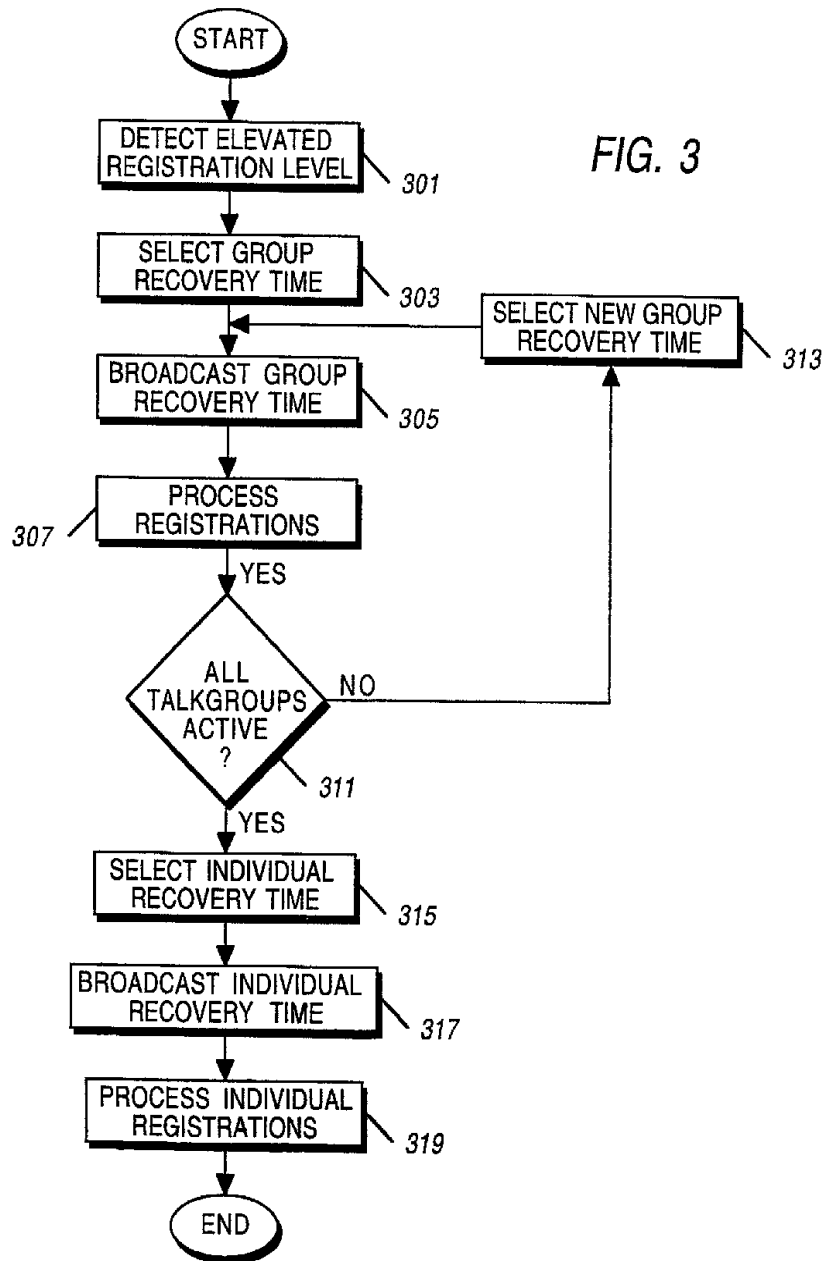 START
DETECT ELEVATED
REGISTRATION LEVEL
301
FIG. 3
SELECT GROUP
RECOVERY TIME
303
SELECT NEW GROUP
RECOVERY TIME
313
BROADCAST GROUP
RECOVERY TIME
305
PROCESS
REGISTRATIONS
307
YES
ALL
TALKGROUPS
ACTIVE
?
NO
311
YES
SELECT INDIVIDUAL
RECOVERY TIME
315
BROADCAST INDIVIDUAL
RECOVERY TIME
317
PROCESS INDIVIDUAL
REGISTRATIONS
319
END